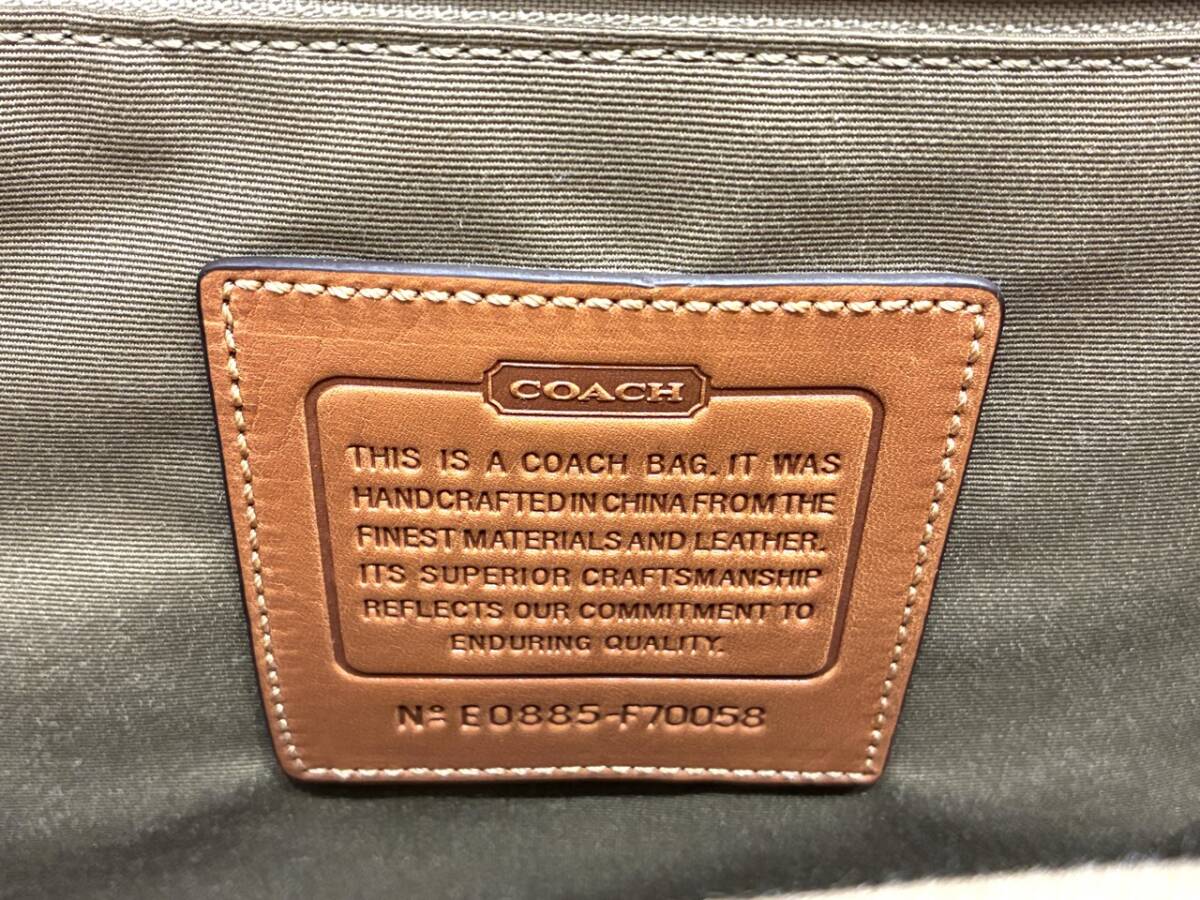 COACH
THIS IS A COACH BAG. IT WAS
HANDCRAFTED IN CHINA FROM THE
FINEST MATERIALS AND LEATHER.
ITS SUPERIOR CRAFTSMANSHIP
REFLECTS OUR COMMITMENT TO
ENDURING QUALITY.
Nº E0885-F70058